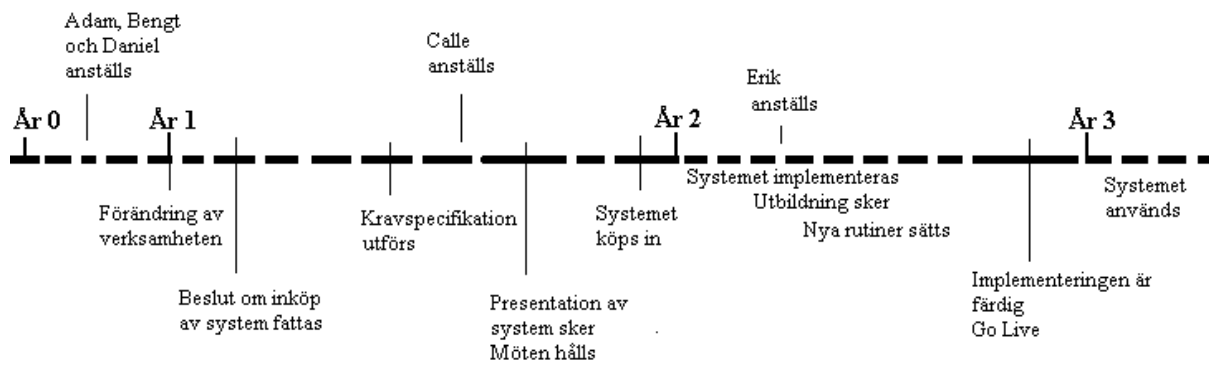 Adam, Bengt
och Daniel
anställs
Calle
anställs
Erik
anställs
År 0
År 1
År 2
År 3
Förändring av
verksamheten
Beslut om inköp
av system fattas
Kravspecifikation
utförs
Presentation av
system sker
Möten hålls
Systemet
köps in
Systemet implementeras
Utbildning sker
Nya rutiner sätts
Implementeringen är
färdig
Go Live
Systemet
används